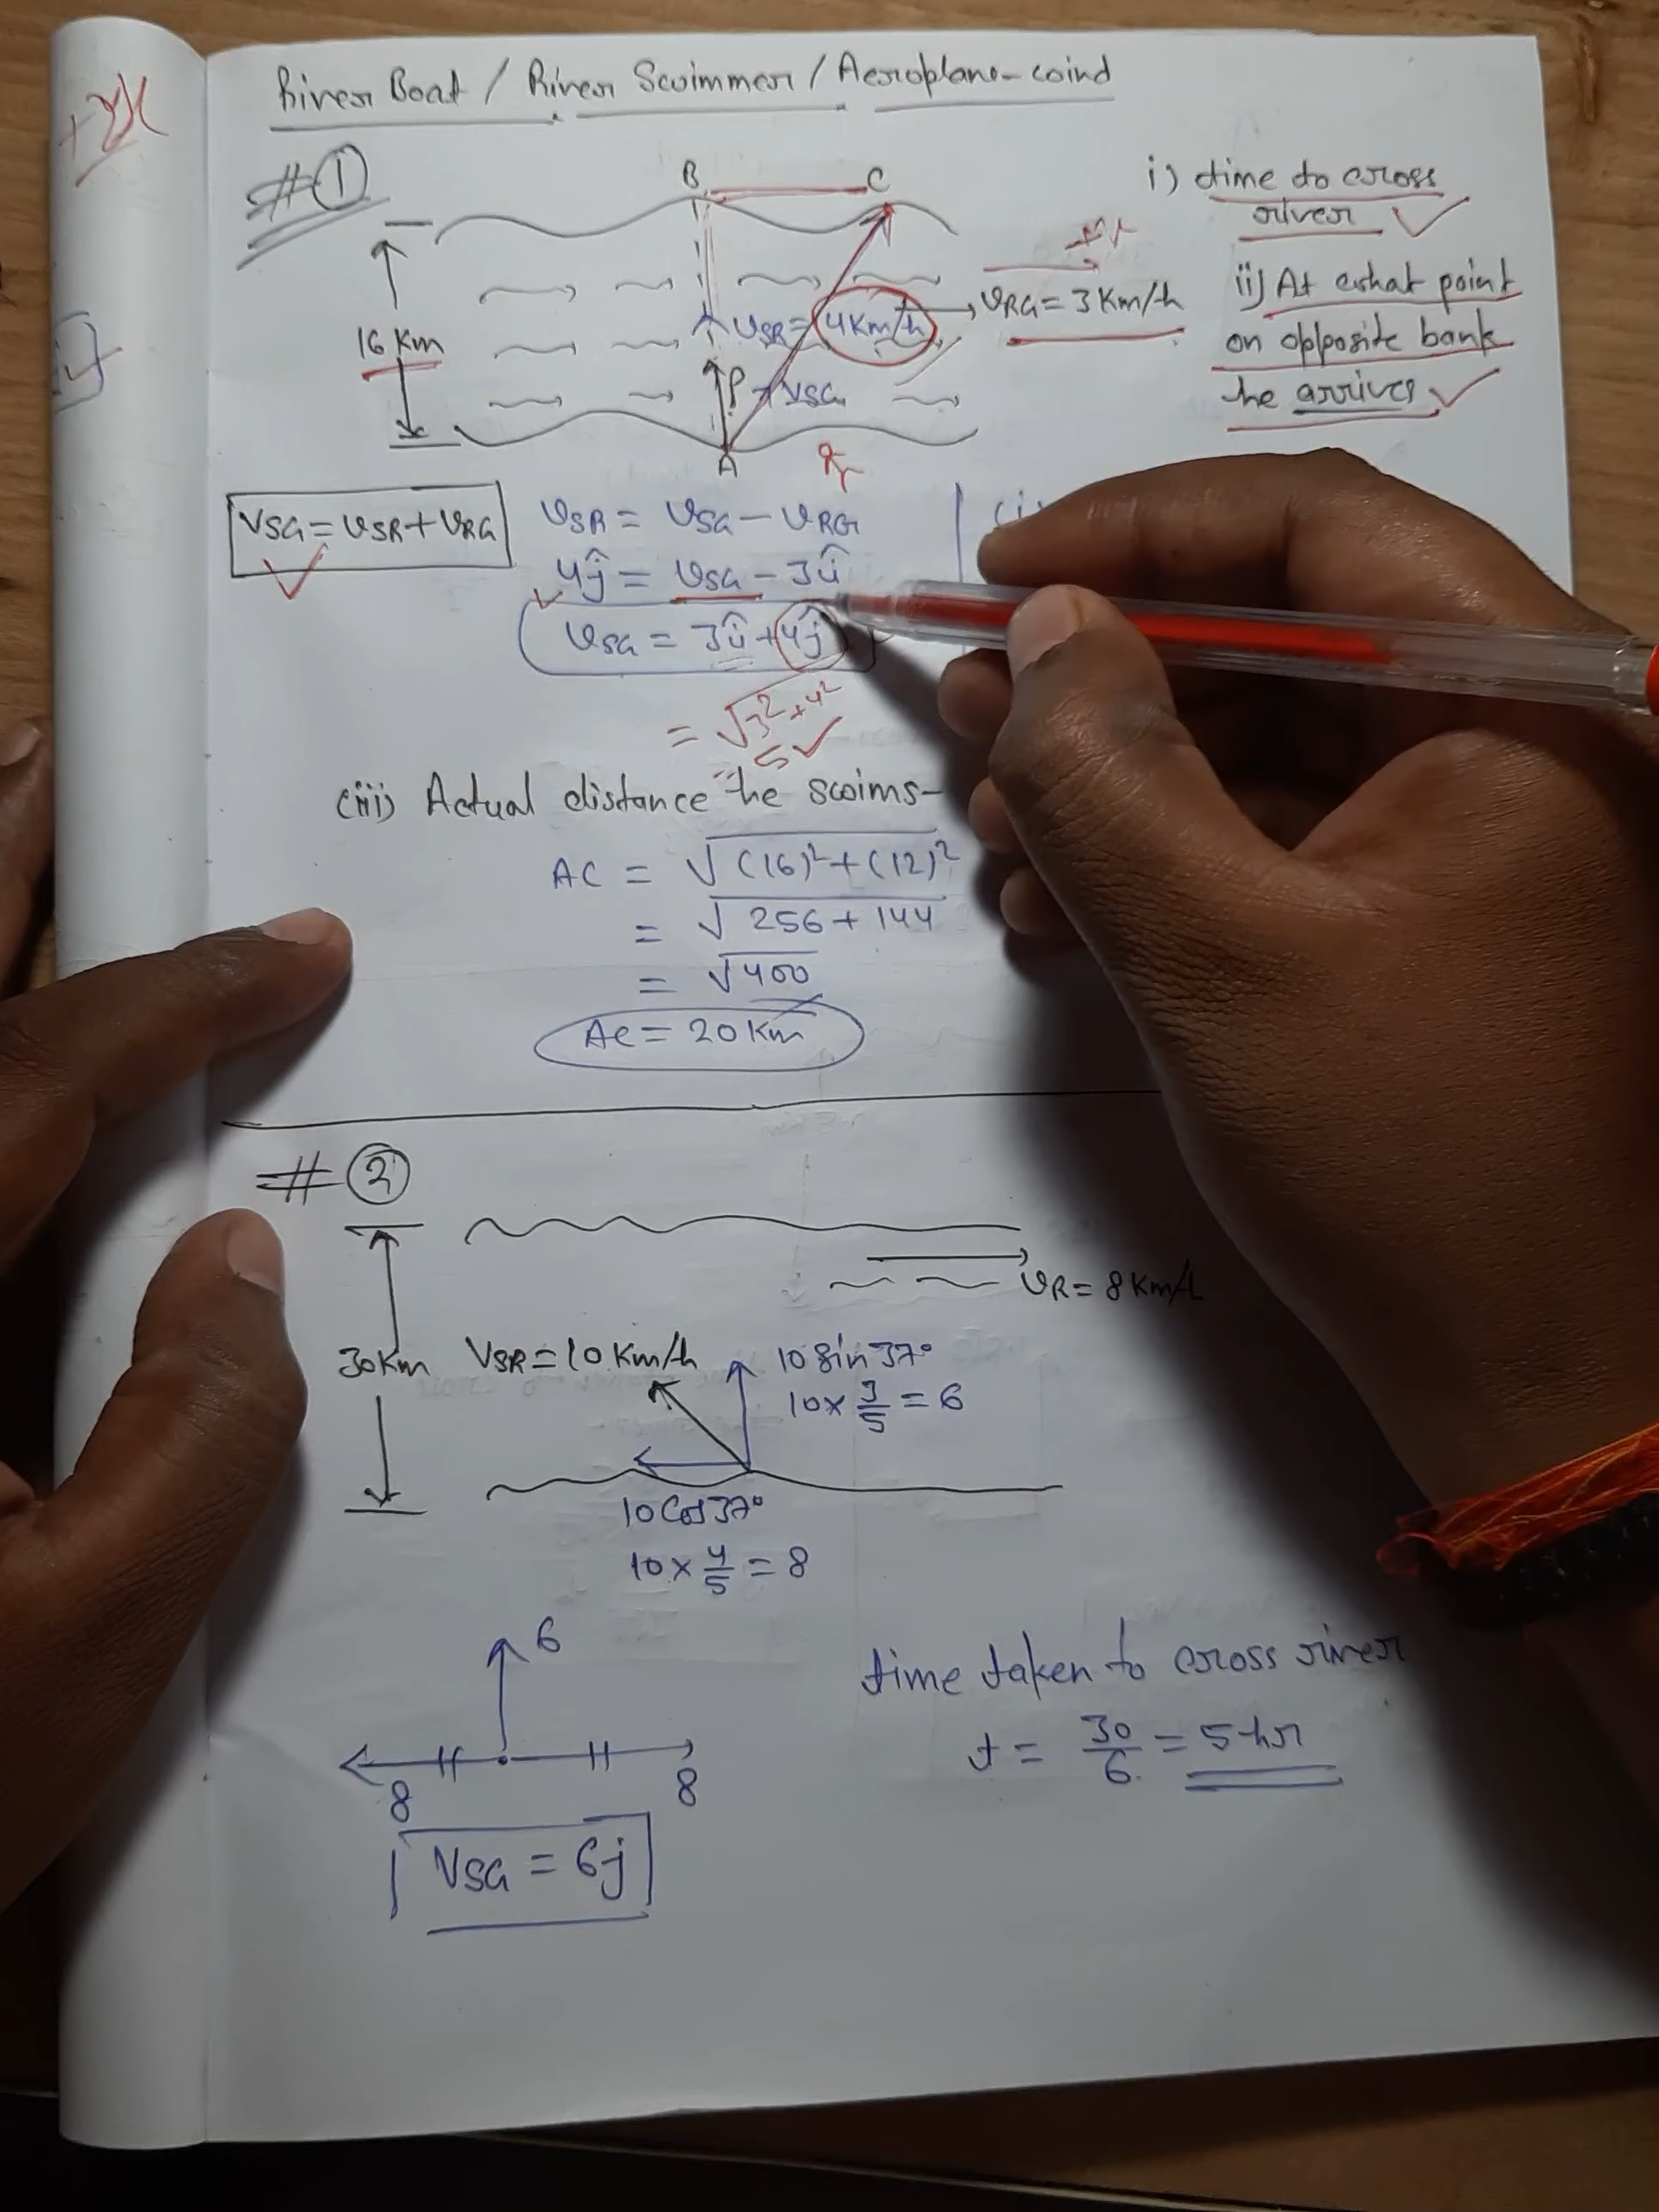 River Boat / River Swimmer / Aeroplane-wind
+x
# 1
B C
16 Km
VSR = 4 Km/h
VRG = 3 Km/h
VSG
A
i) time to cross
river
ii) At what point
on opposite bank
he arrives
VSG = VSR + VRG
VSR = VSG - VRG
4ĵ = VSG - 3î
VSG = 3î + 4ĵ
= √3² + 4²
5
(iii) Actual distance he swims-
AC = √(16)² + (12)²
= √256 + 144
= √400
AC = 20 Km
# 2
30 Km
VR = 8 Km/h
VSR = 10 Km/h
10 Sin 37°
10 × 3/5 = 6
10 Cos 37°
10 × 4/5 = 8
6
8 8
VSG = 6j
time taken to cross river
t = 30/6 = 5 hr